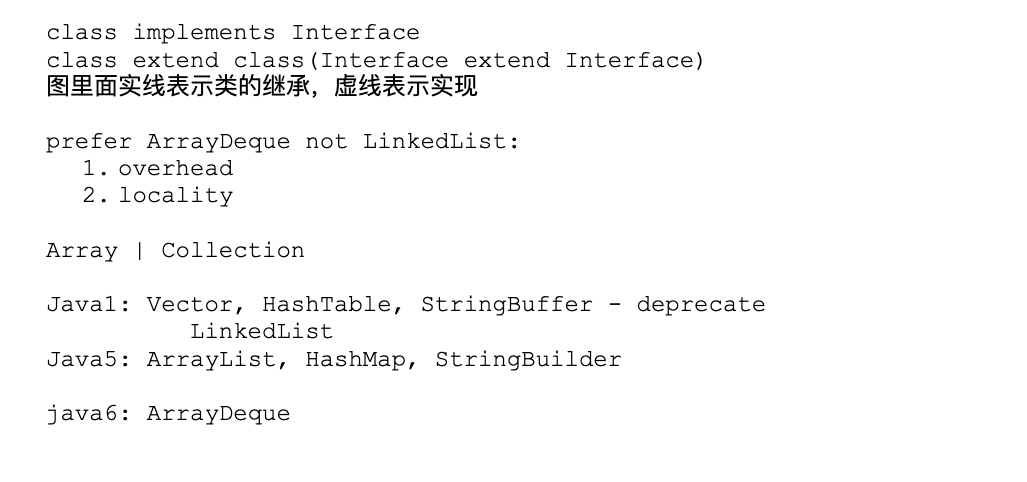 class implements Interface
class extend class(Interface extend Interface)
图里面实线表示类的继承，虚线表示实现
prefer ArrayDeque not LinkedList:
1. overhead
2. locality
Array | Collection
Java1: Vector, HashTable, StringBuffer - deprecate
LinkedList
Java5: ArrayList, HashMap, StringBuilder
java6: ArrayDeque